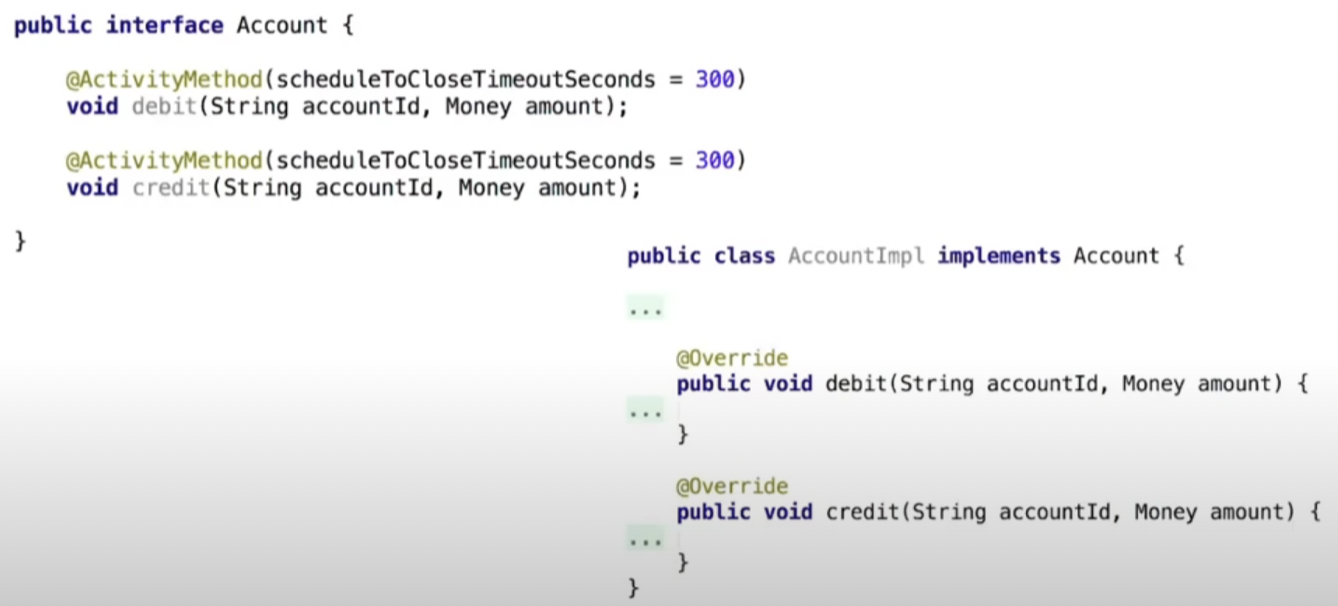 public interface Account {
@ActivityMethod(scheduleToCloseTimeoutSeconds = 300)
void debit(String accountId, Money amount);
@ActivityMethod(scheduleToCloseTimeoutSeconds = 300)
void credit(String accountId, Money amount);
}
public class AccountImpl implements Account {
...
@Override
public void debit(String accountId, Money amount) {
...
}
@Override
public void credit(String accountId, Money amount) {
...
}
}